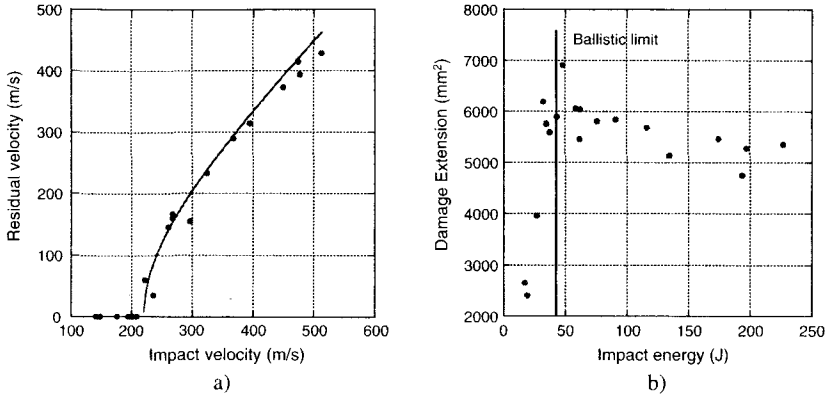 Residual velocity (m/s)
500
400
300
200
100
0
100 200 300 400 500 600
Impact velocity (m/s)
a)
Damage Extension (mm²)
8000
7000
6000
5000
4000
3000
2000
Ballistic limit
0 50 100 150 200 250
Impact energy (J)
b)